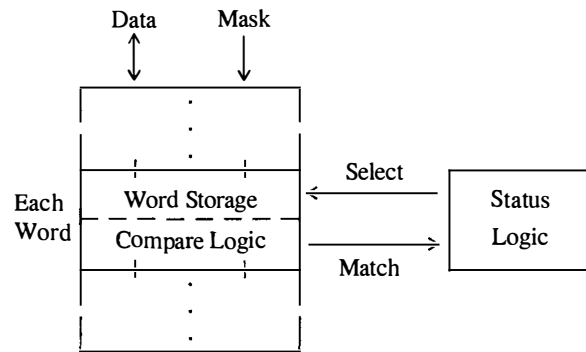 Data Mask
Select
Each
Word
Word Storage
Compare Logic
Status
Logic
Match